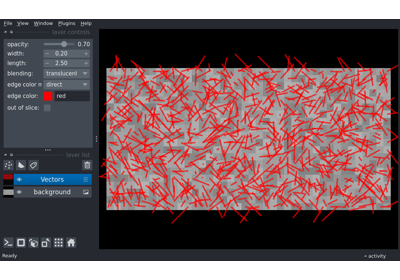 File View Window Plugins Help
layer controls
opacity: 0.70
width: 0.20
length: 2.50
blending: translucent
edge color m direct
edge color: red
out of slice:
layer list
Vectors
background
Ready
activity